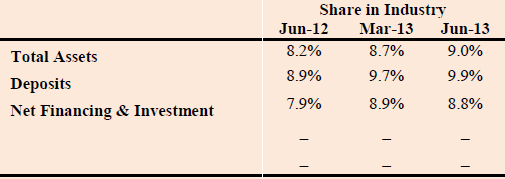 Share in Industry
Jun-12 Mar-13 Jun-13
Total Assets 8.2% 8.7% 9.0%
Deposits 8.9% 9.7% 9.9%
Net Financing & Investment 7.9% 8.9% 8.8%
– – –
– – –